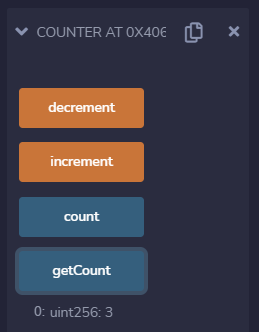 COUNTER AT 0X406
decrement
increment
count
getCount
0: uint256: 3